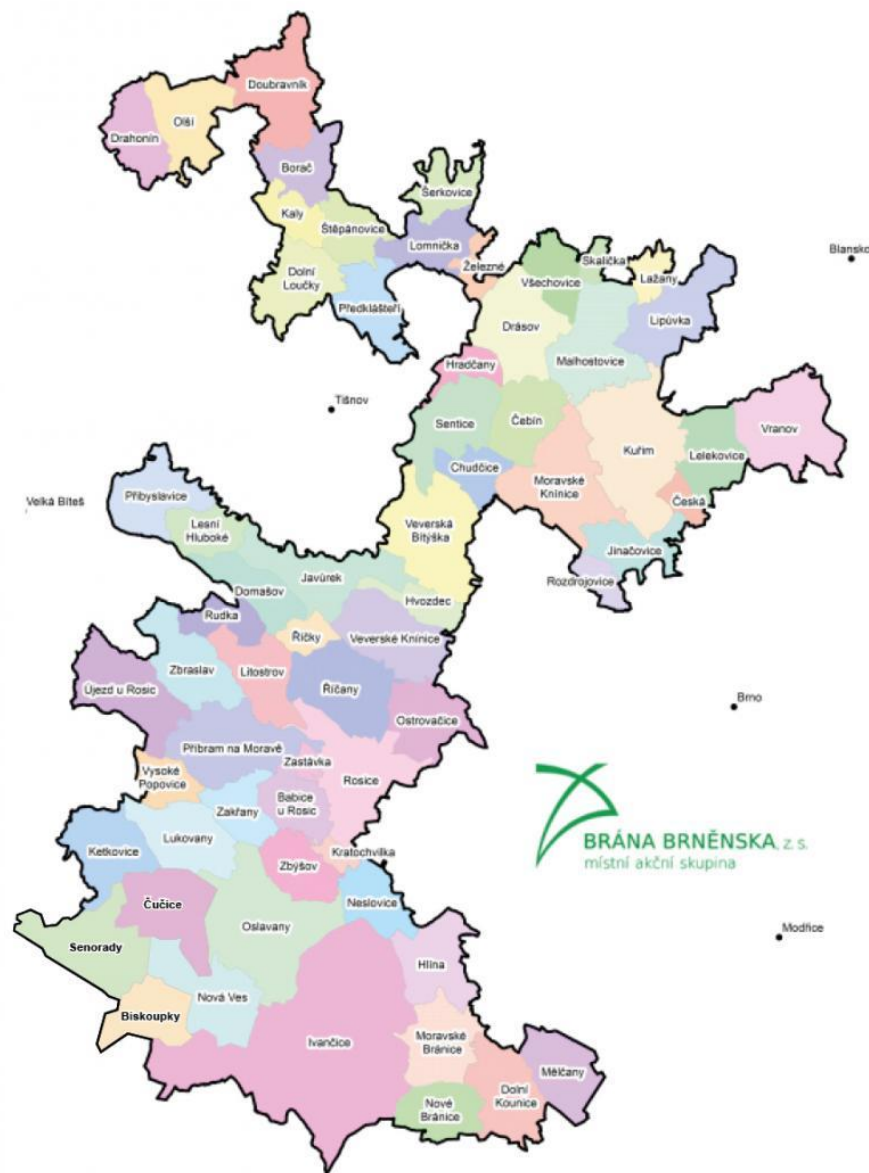 Doubravník
Olší
Drahonín
Borač
Šerkovice
Kaly
Štěpánovice
Lomnička
Železné
Dolní
Loučky
Předklášteří
Skalička
Všechovice
Lažany
Blansko
Lipůvka
Drásov
Malhostovice
Hradčany
Tišnov
Vranov
Sentice
Čebín
Kuřim
Lelekovice
Chudčice
Moravské
Knínice
Česká
Velká Bíteš
Přibyslavice
Lesní
Hluboké
Veverská
Bítýška
Jinačovice
Rozdrojovice
Javůrek
Domašov
Hvozdec
Rudka
Říčky
Veverské Knínice
Zbraslav
Litostrov
Újezd u Rosic
Říčany
Ostrovačice
Brno
Příbram na Moravě
Zastávka
Rosice
Vysoké
Popovice
Babice
u Rosic
Zakřany
Lukovany
Ketkovice
Kratochvilka
Zbýšov
BRÁNA BRNĚNSKA, z. s.
místní akční skupina
Neslovice
Čučice
Oslavany
Modřice
Senorady
Hlína
Nová Ves
Biskoupky
Ivančice
Moravské
Bránice
Mělčany
Dolní
Kounice
Nové
Bránice